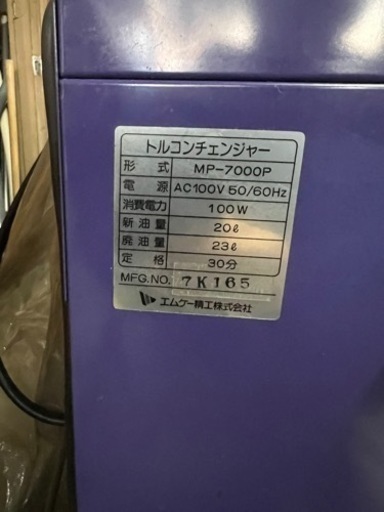 トルコンチェンジャー
形式 MP-7000P
電源 AC100V 50/60Hz
消費電力 100W
新油量 20ℓ
廃油量 23ℓ
定格 30分
MFG.NO. 7K165
エムケー精工株式会社